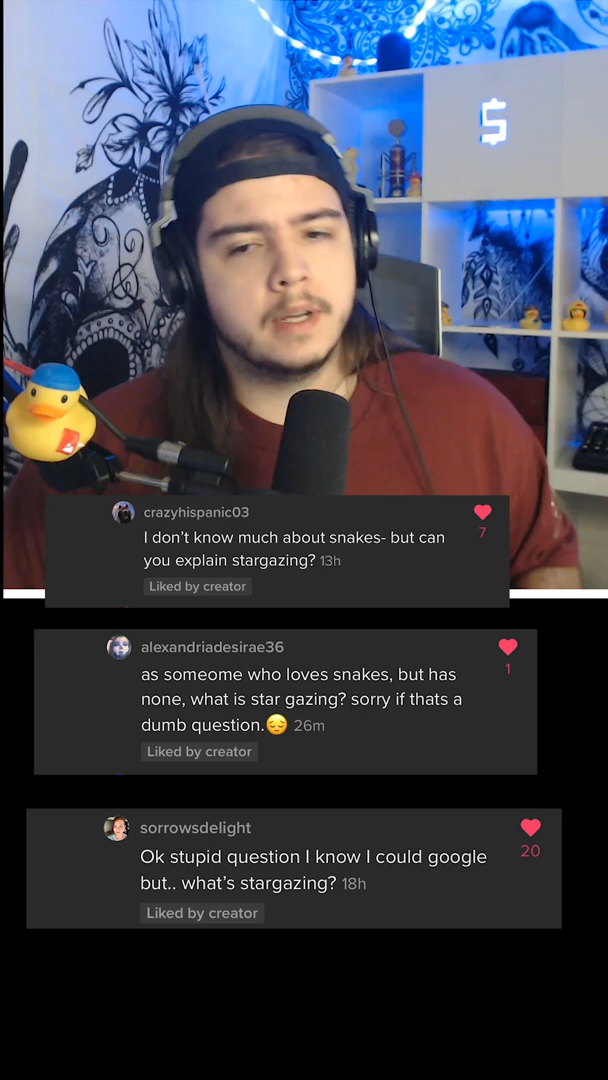 $
crazyhispanic03
I don't know much about snakes- but can
you explain stargazing? 13h
7
Liked by creator
alexandriadesirae36
as someome who loves snakes, but has
none, what is star gazing? sorry if thats a
dumb question.😔 26m
1
Liked by creator
sorrowsdelight
Ok stupid question I know I could google
but.. what's stargazing? 18h
20
Liked by creator